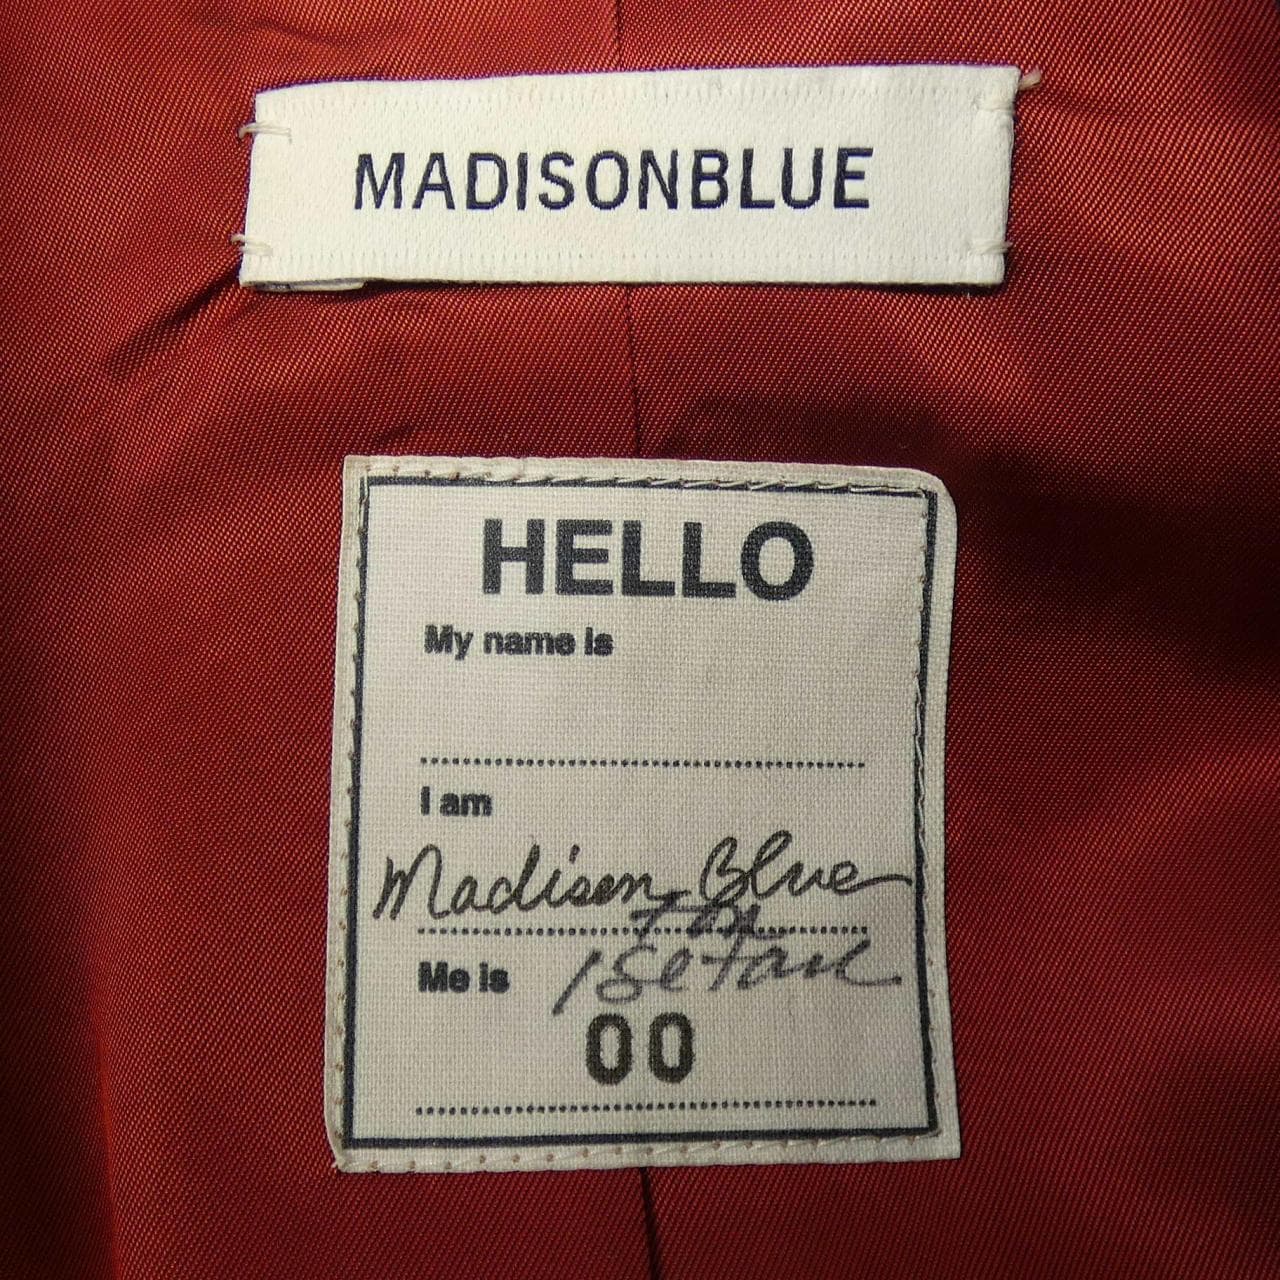 MADISONBLUE
HELLO
My name is
I am
Madison Blue
for
Me is
Isetan
00